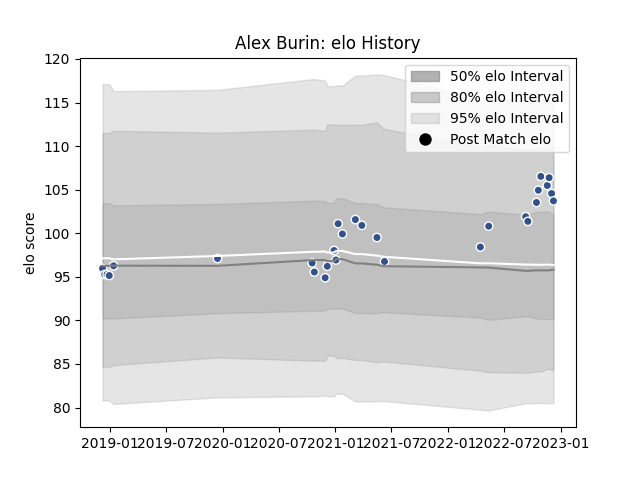 Alex Burin: elo History
50% elo Interval
80% elo Interval
95% elo Interval
Post Match elo
elo score
120
115
110
105
100
95
90
85
80
2019-01 2019-07 2020-01 2020-07 2021-01 2021-07 2022-01 2022-07 2023-01